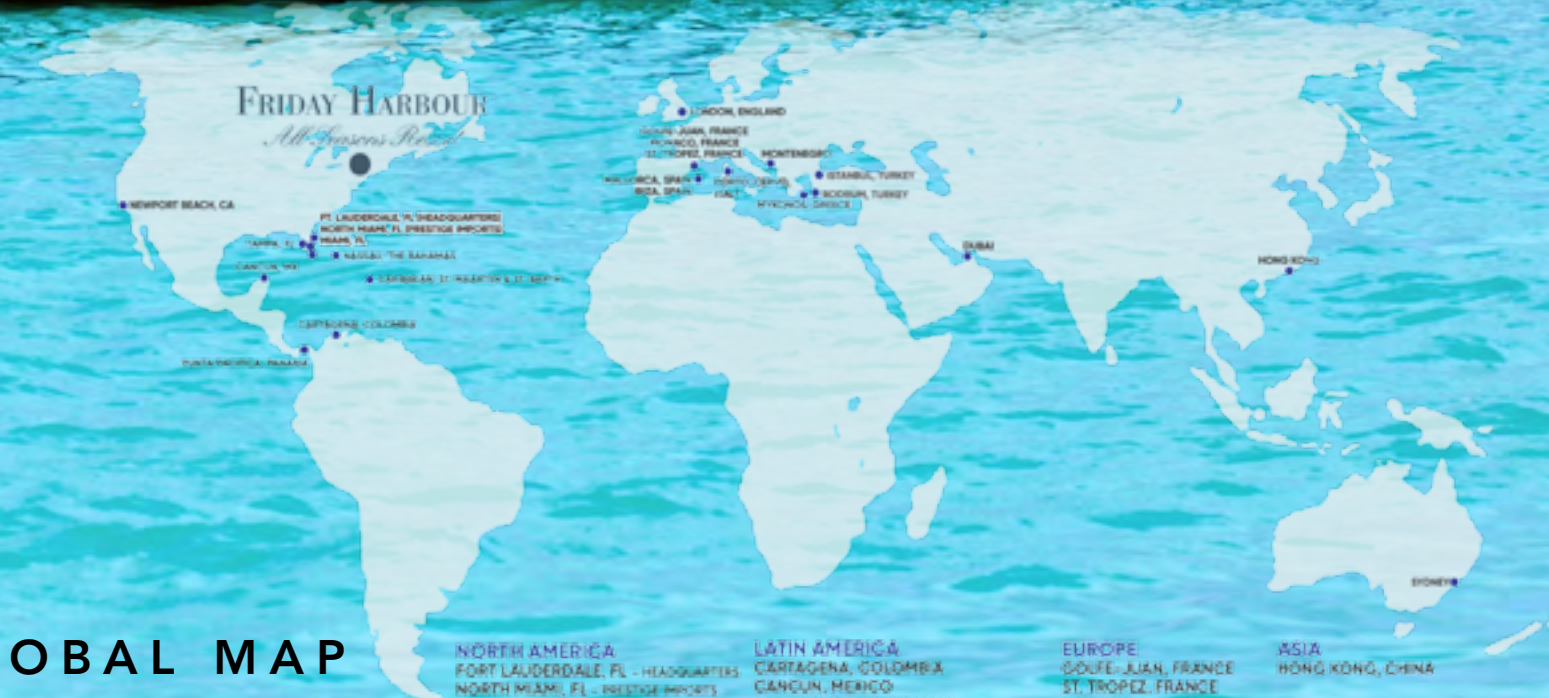 FRIDAY HARBOUR
All Seasons Resort
LONDON, ENGLAND
GOLFE-JUAN, FRANCE
MONACO, FRANCE
ST. TROPEZ, FRANCE
MONTENEGRO
MALLORCA, SPAIN
IBIZA, SPAIN
PORTO CERVO,
ITALY
ISTANBUL, TURKEY
BODRUM, TURKEY
MYKONOS, GREECE
NEWPORT BEACH, CA
FT. LAUDERDALE, FL (HEADQUARTERS)
NORTH MIAMI, FL (PRESTIGE IMPORTS)
MIAMI, FL
TAMPA, FL
NASSAU, THE BAHAMAS
CANCUN, MX
CARIBBEAN, ST. MAARTEN & ST. BARTH
CARTAGENA, COLOMBIA
PUNTA PACIFICA, PANAMA
DUBAI
HONG KONG
SYDNEY
OBAL MAP
NORTH AMERICA
FORT LAUDERDALE, FL - HEADQUARTERS
NORTH MIAMI, FL - PRESTIGE IMPORTS
LATIN AMERICA
CARTAGENA, COLOMBIA
CANCUN, MEXICO
EUROPE
GOLFE-JUAN, FRANCE
ST. TROPEZ, FRANCE
ASIA
HONG KONG, CHINA